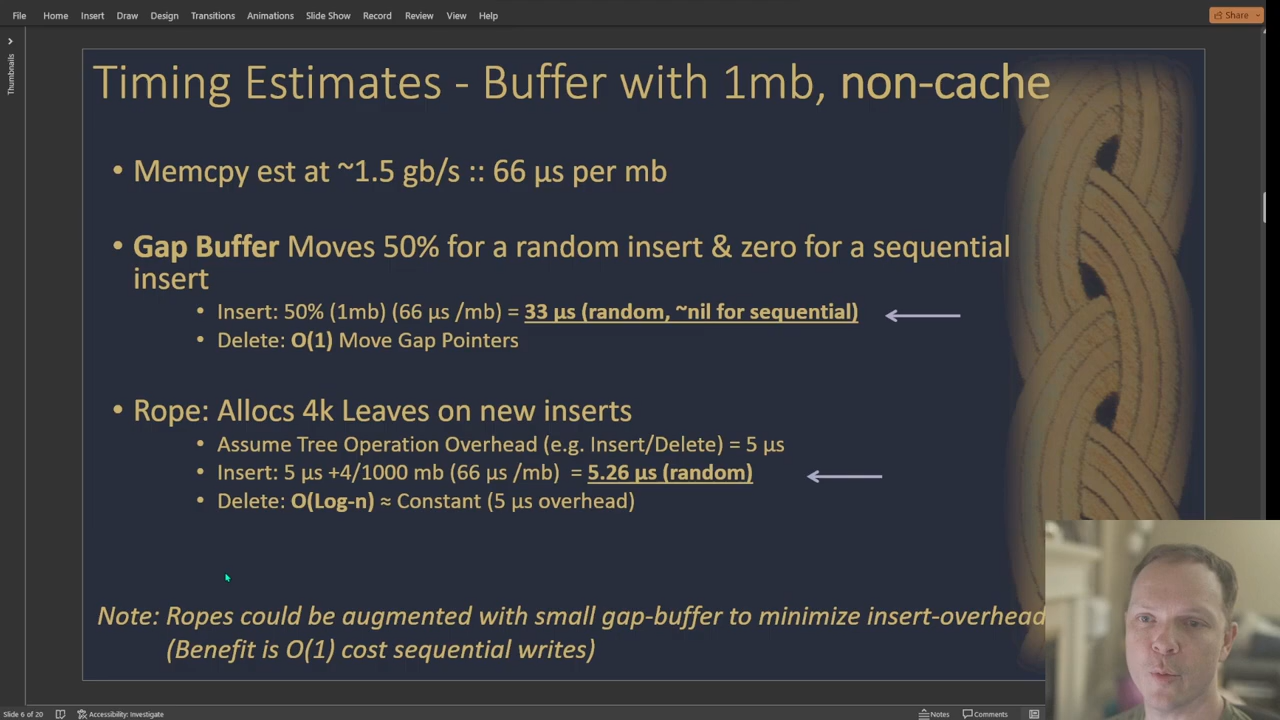 File Home Insert Draw Design Transitions Animations Slide Show Record Review View Help Share
Thumbnails
Timing Estimates - Buffer with 1mb, non-cache
• Memcpy est at ~1.5 gb/s :: 66 µs per mb
• Gap Buffer Moves 50% for a random insert & zero for a sequential
insert
• Insert: 50% (1mb) (66 µs /mb) = 33 µs (random, ~nil for sequential)
• Delete: O(1) Move Gap Pointers
• Rope: Allocs 4k Leaves on new inserts
• Assume Tree Operation Overhead (e.g. Insert/Delete) = 5 µs
• Insert: 5 µs +4/1000 mb (66 µs /mb) = 5.26 µs (random)
• Delete: O(Log-n) ≈ Constant (5 µs overhead)
Note: Ropes could be augmented with small gap-buffer to minimize insert-overhead
(Benefit is O(1) cost sequential writes)
Slide 6 of 20 Accessibility: Investigate Notes Comments